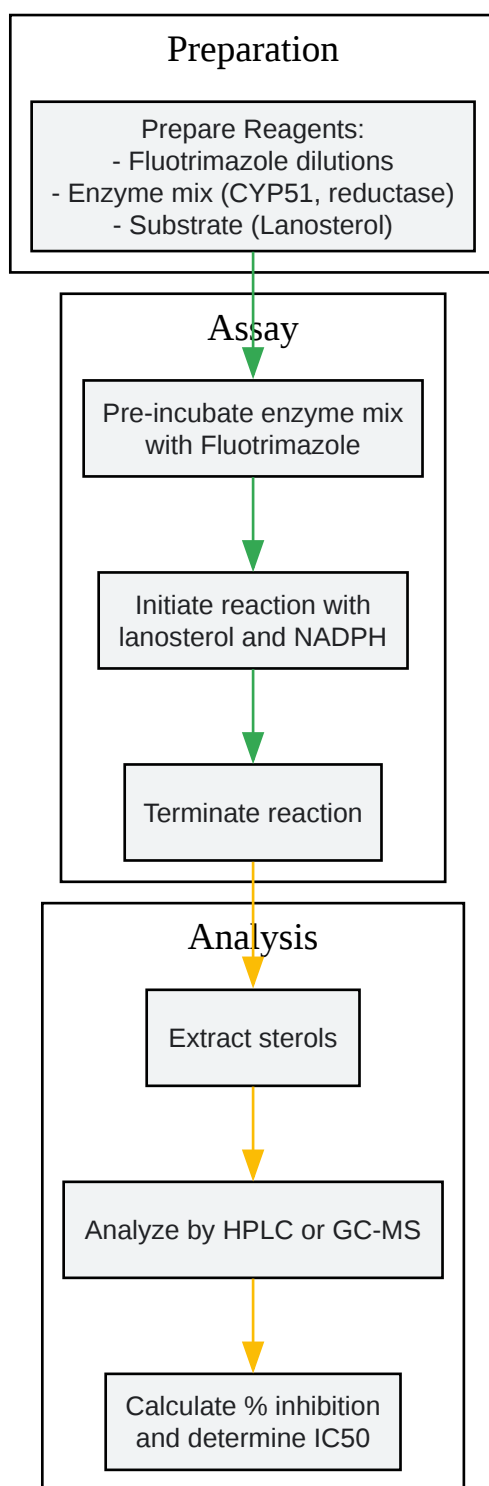 Preparation
Prepare Reagents:
- Fluotrimazole dilutions
- Enzyme mix (CYP51, reductase)
- Substrate (Lanosterol)
Assay
Pre-incubate enzyme mix
with Fluotrimazole
Initiate reaction with
lanosterol and NADPH
Terminate reaction
Analysis
Extract sterols
Analyze by HPLC or GC-MS
Calculate % inhibition
and determine IC50